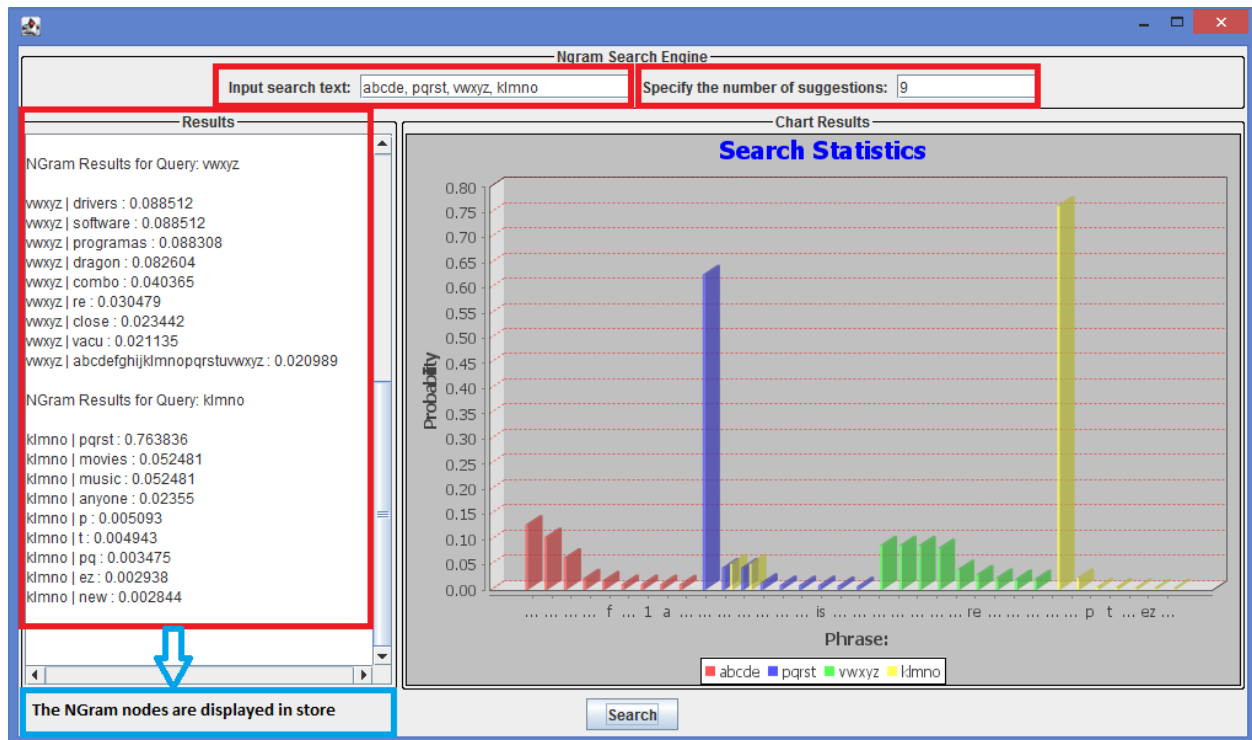 Ngram Search Engine
Input search text: abcde, pqrst, vwxyz, klmno
Specify the number of suggestions: 9
Results
NGram Results for Query: vwxyz
vwxyz | drivers : 0.088512
vwxyz | software : 0.088512
vwxyz | programas : 0.088308
vwxyz | dragon : 0.082604
vwxyz | combo : 0.040365
vwxyz | re : 0.030479
vwxyz | close : 0.023442
vwxyz | vacu : 0.021135
vwxyz | abcdefghijklmnopqrstuvwxyz : 0.020989
NGram Results for Query: klmno
klmno | pqrst : 0.763836
klmno | movies : 0.052481
klmno | music : 0.052481
klmno | anyone : 0.02355
klmno | p : 0.005093
klmno | t : 0.004943
klmno | pq : 0.003475
klmno | ez : 0.002938
klmno | new : 0.002844
The NGram nodes are displayed in store
Chart Results
Search Statistics
Probability
0.80
0.75
0.70
0.65
0.60
0.55
0.50
0.45
0.40
0.35
0.30
0.25
0.20
0.15
0.10
0.05
0.00
... ... ... ... f ... 1 a ... ... ... ... ... ... ... is ... ... ... ... ... ... ... re ... ... ... ... ... p t ... ez ...
Phrase:
abcde pqrst vwxyz klmno
Search